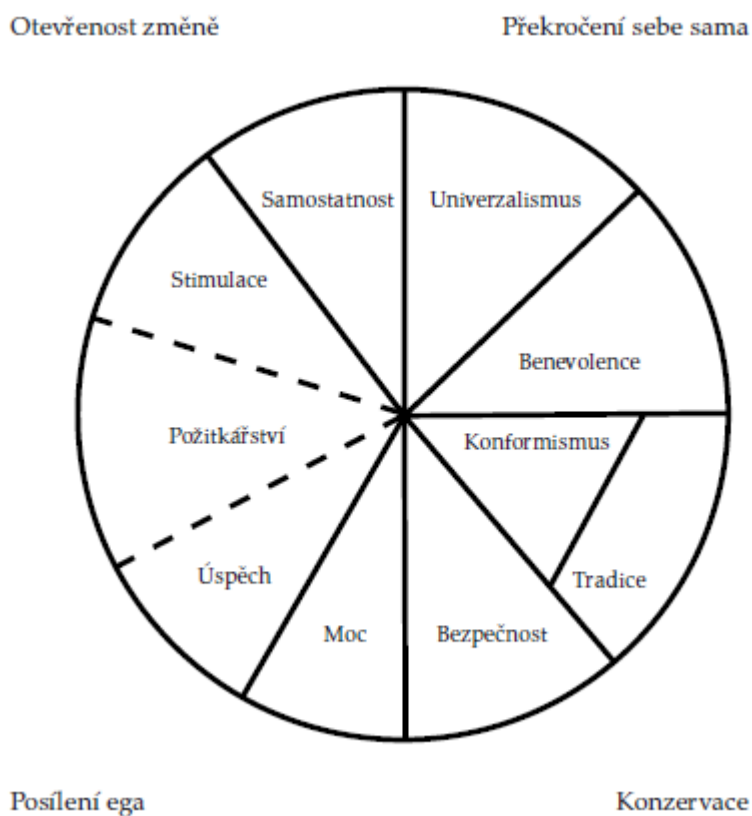 Otevřenost změně
Překročení sebe sama
Samostatnost
Univerzalismus
Stimulace
Benevolence
Požitkářství
Konformismus
Úspěch
Tradice
Moc
Bezpečnost
Posílení ega
Konzervace